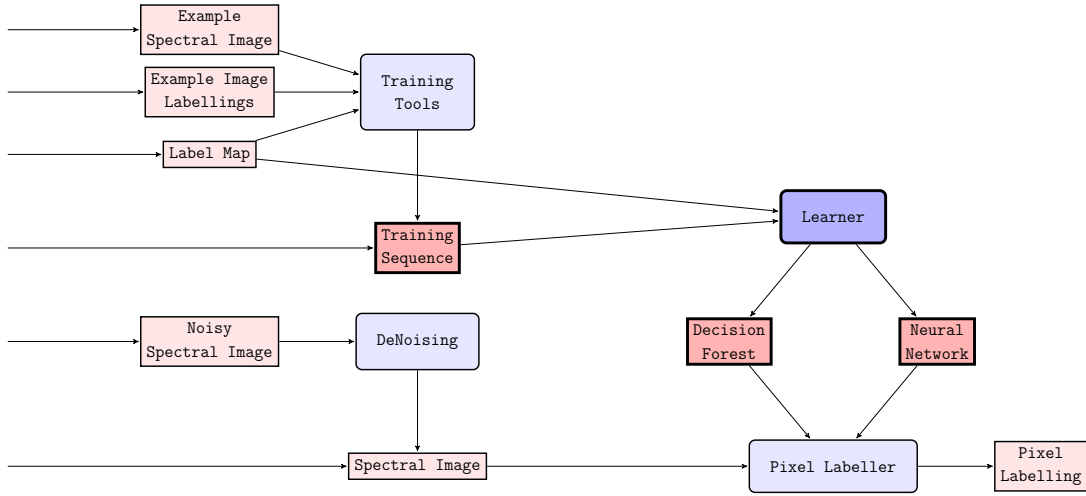 Example
Spectral Image
Example Image
Labellings
Training
Tools
Label Map
Learner
Training
Sequence
Noisy
Spectral Image
DeNoising
Decision
Forest
Neural
Network
Spectral Image
Pixel Labeller
Pixel
Labelling